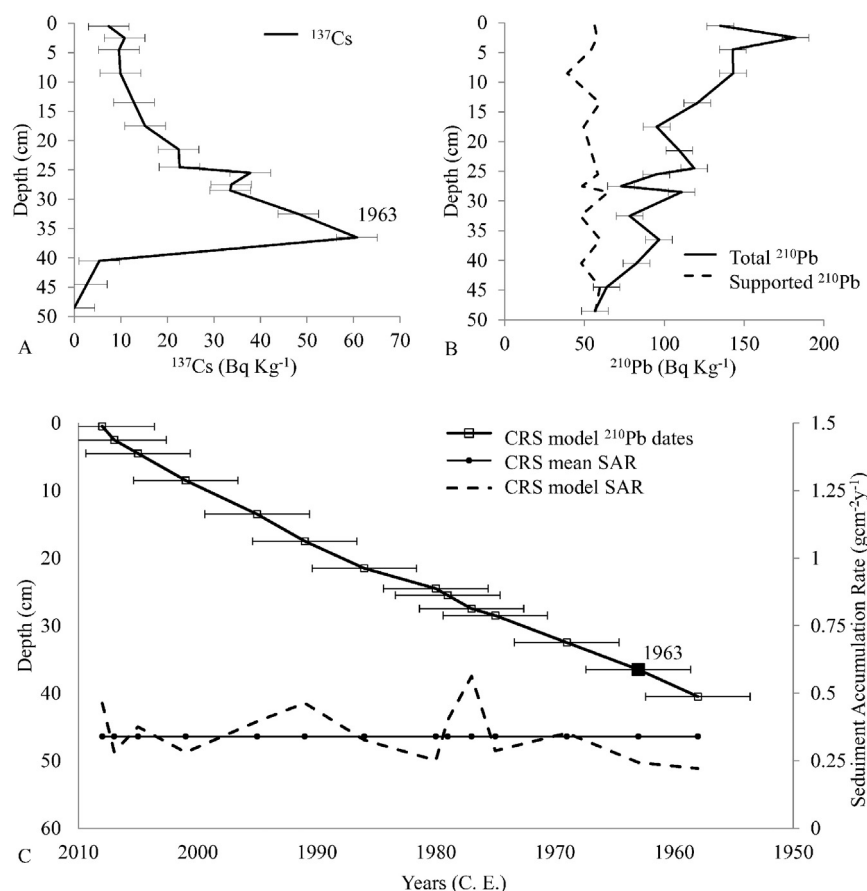 0 ¹³⁷Cs
5
10
15
20
25
30
35 1963
40
45
50
Depth (cm)
0 10 20 30 40 50 60 70
A ¹³⁷Cs (Bq Kg⁻¹)
0
5
10
15
20
25
30
35
40 Total ²¹⁰Pb
45 Supported ²¹⁰Pb
50
Depth (cm)
0 50 100 150 200
B ²¹⁰Pb (Bq Kg⁻¹)
CRS model ²¹⁰Pb dates
CRS mean SAR
CRS model SAR
0 1.5
10 1.25
20 1
30 0.75
1963
40 0.5
50 0.25
60 0
Depth (cm)
Seduiment Accumulation Rate (gcm⁻²y⁻¹)
C 2010 2000 1990 1980 1970 1960 1950
Years (C. E.)